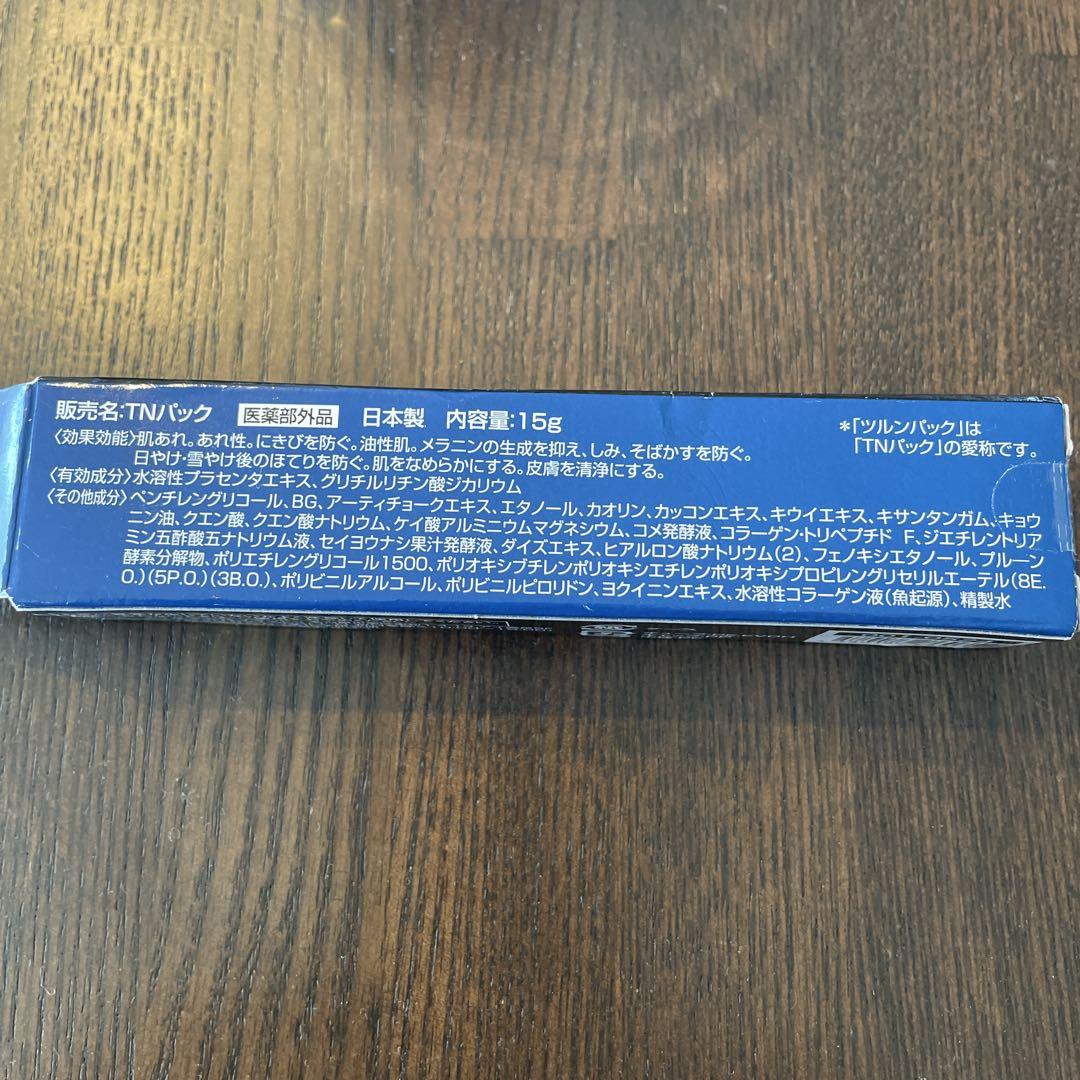 販売名:TNパック 医薬部外品 日本製 内容量:15g
*「ツルンパック」は
「TNパック」の愛称です。
〈効果効能〉肌あれ。あれ性。にきびを防ぐ。油性肌。メラニンの生成を抑え、しみ、そばかすを防ぐ。
日やけ・雪やけ後のほてりを防ぐ。肌をなめらかにする。皮膚を清浄にする。
〈有効成分〉水溶性プラセンタエキス、グリチルリチン酸ジカリウム
〈その他成分〉ペンチレングリコール、BG、アーティチョークエキス、エタノール、カオリン、カッコンエキス、キウイエキス、キサンタンガム、キョウ
ニン油、クエン酸、クエン酸ナトリウム、ケイ酸アルミニウムマグネシウム、コメ発酵液、コラーゲン・トリペプチド F、ジエチレントリア
ミン五酢酸五ナトリウム液、セイヨウナシ果汁発酵液、ダイズエキス、ヒアルロン酸ナトリウム(2)、フェノキシエタノール、プルーン
酵素分解物、ポリエチレングリコール1500、ポリオキシブチレンポリオキシエチレンポリオキシプロピレングリセリルエーテル(8E.
O.)(5P.O.)(3B.O.)、ポリビニルアルコール、ポリビニルピロリドン、ヨクイニンエキス、水溶性コラーゲン液(魚起源)、精製水